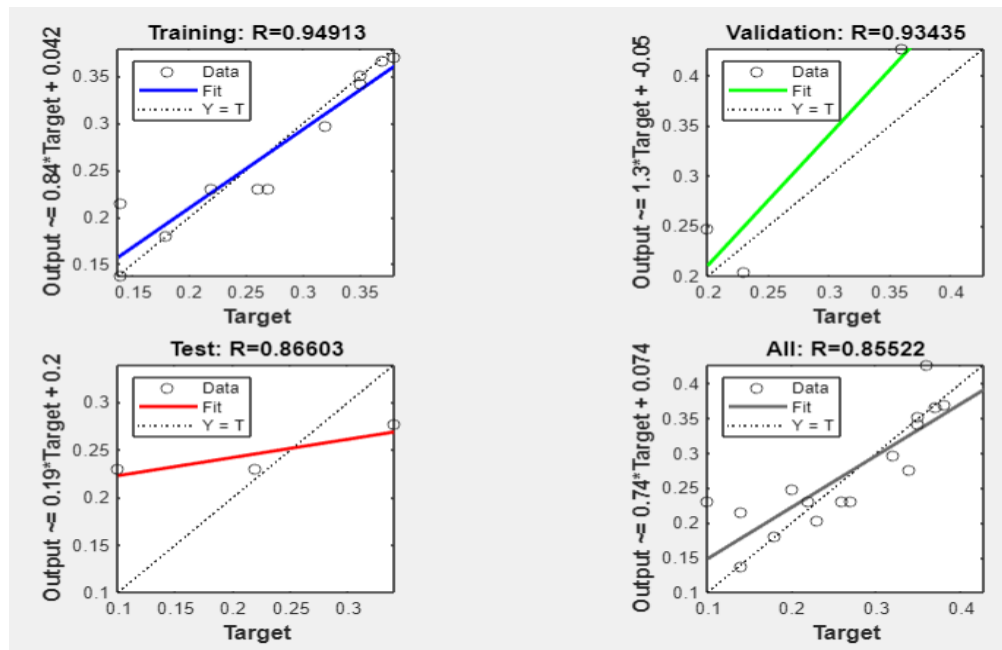 Training: R=0.94913
Output ~= 0.84*Target + 0.042
Data
Fit
Y = T
0.35
0.3
0.25
0.2
0.15
0.15
0.2
0.25
0.3
0.35
Target
Validation: R=0.93435
Output ~= 1.3*Target + -0.05
Data
Fit
Y = T
0.4
0.35
0.3
0.25
0.2
0.2
0.25
0.3
0.35
0.4
Target
Test: R=0.86603
Output ~= 0.19*Target + 0.2
Data
Fit
Y = T
0.3
0.25
0.2
0.15
0.1
0.1
0.2
0.3
Target
All: R=0.85522
Output ~= 0.74*Target + 0.074
Data
Fit
Y = T
0.4
0.35
0.3
0.25
0.2
0.15
0.1
0.1
0.2
0.3
0.4
Target